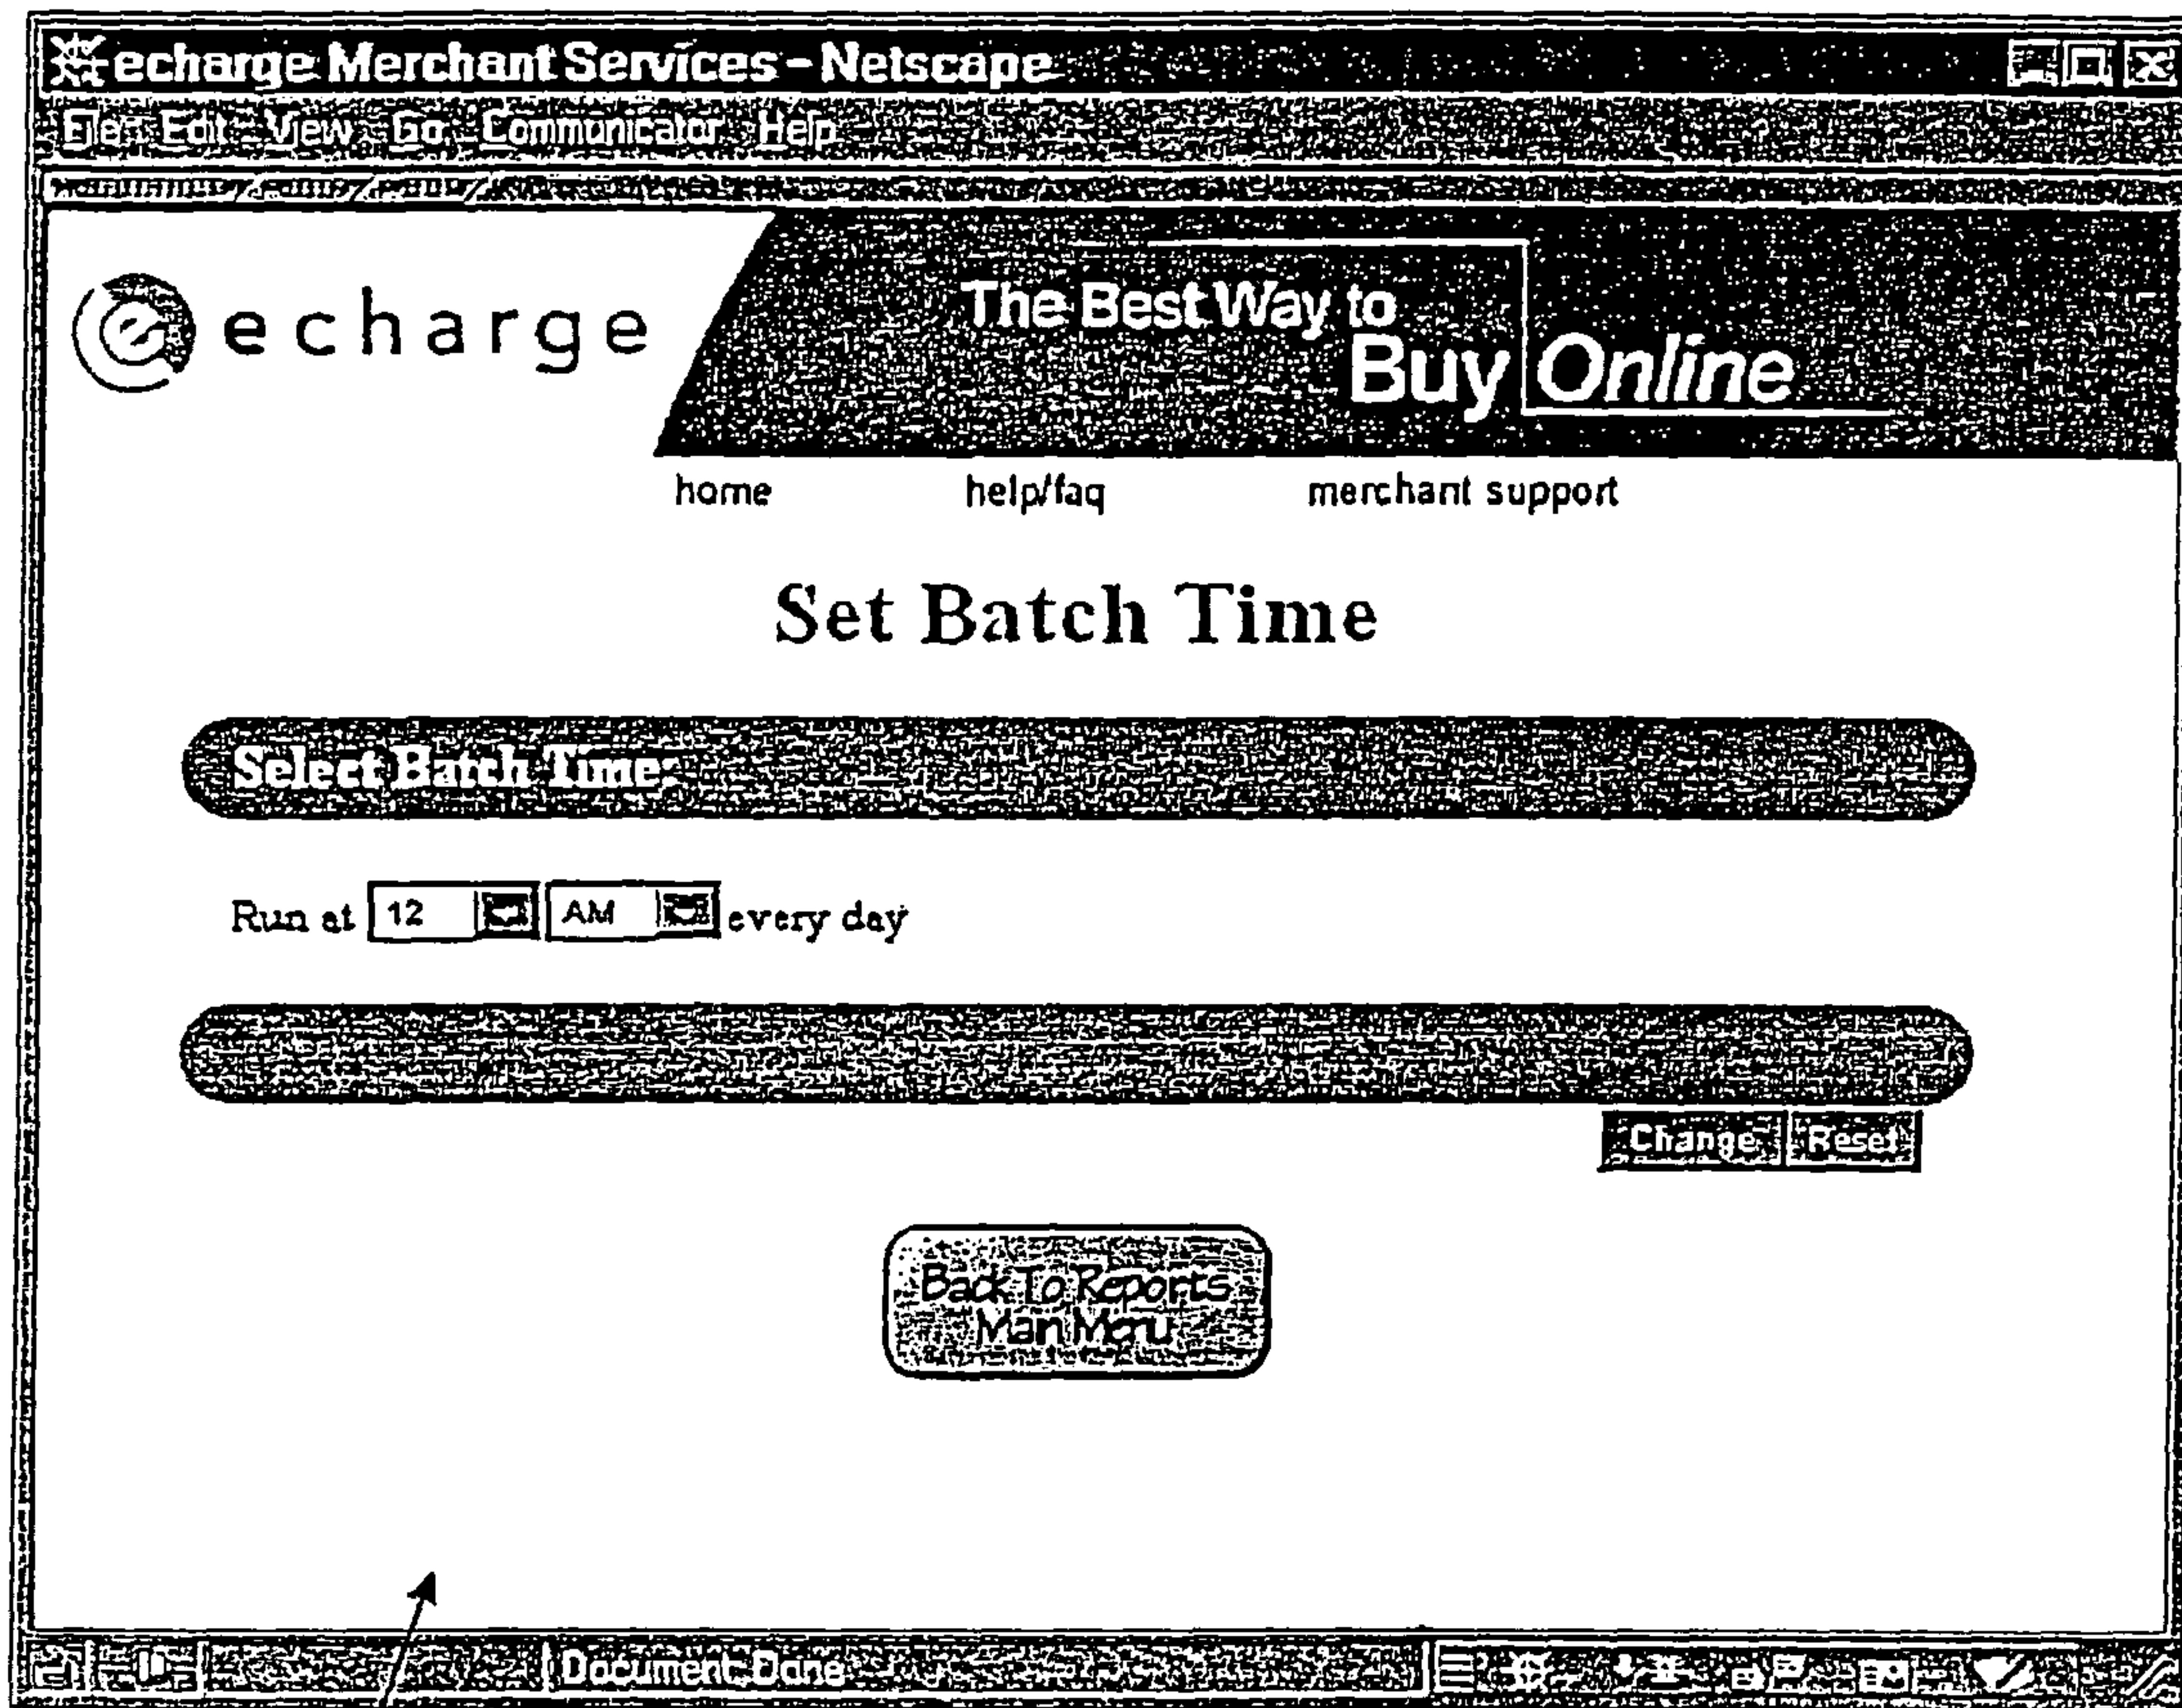 echarge Merchant Services - Netscape
File Edit View Go Communicator Help
echarge
The Best Way to
Buy Online
home help/faq merchant support
Set Batch Time
Select Batch Time:
Run at 12 AM every day
Change Reset
Back To Reports
Main Menu
Document: Done